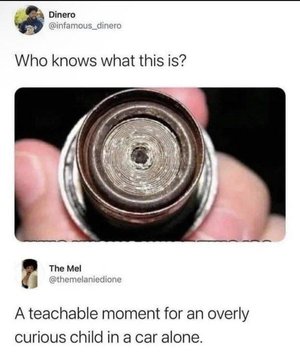 Dinero
@infamous_dinero
Who knows what this is?
The Mel
@themelaniedione
A teachable moment for an overly
curious child in a car alone.